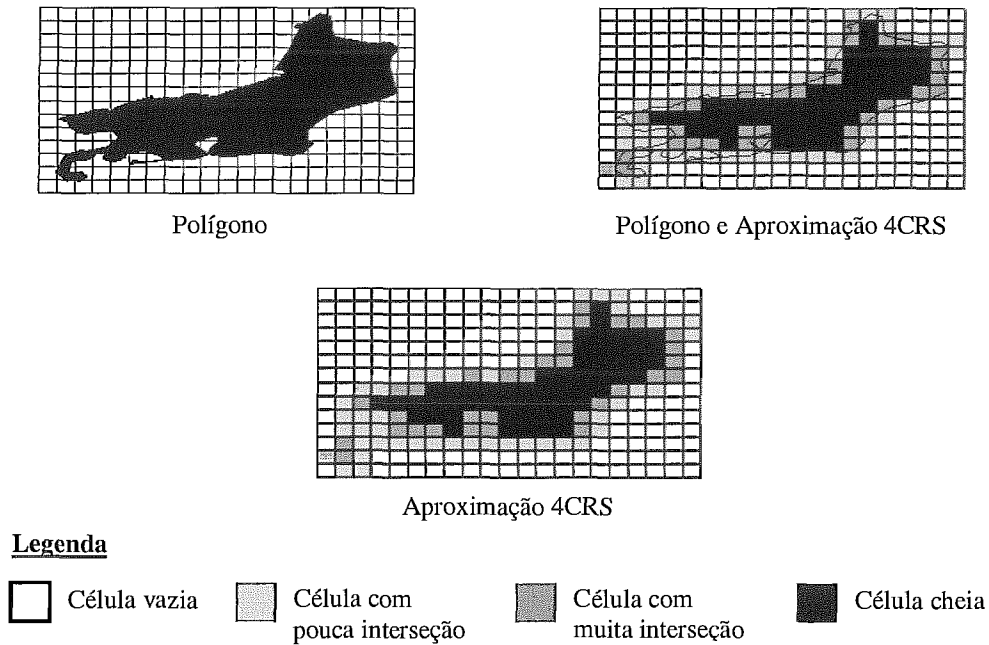 Polígono
Polígono e Aproximação 4CRS
Aproximação 4CRS
Legenda
Célula vazia
Célula com
pouca interseção
Célula com
muita interseção
Célula cheia